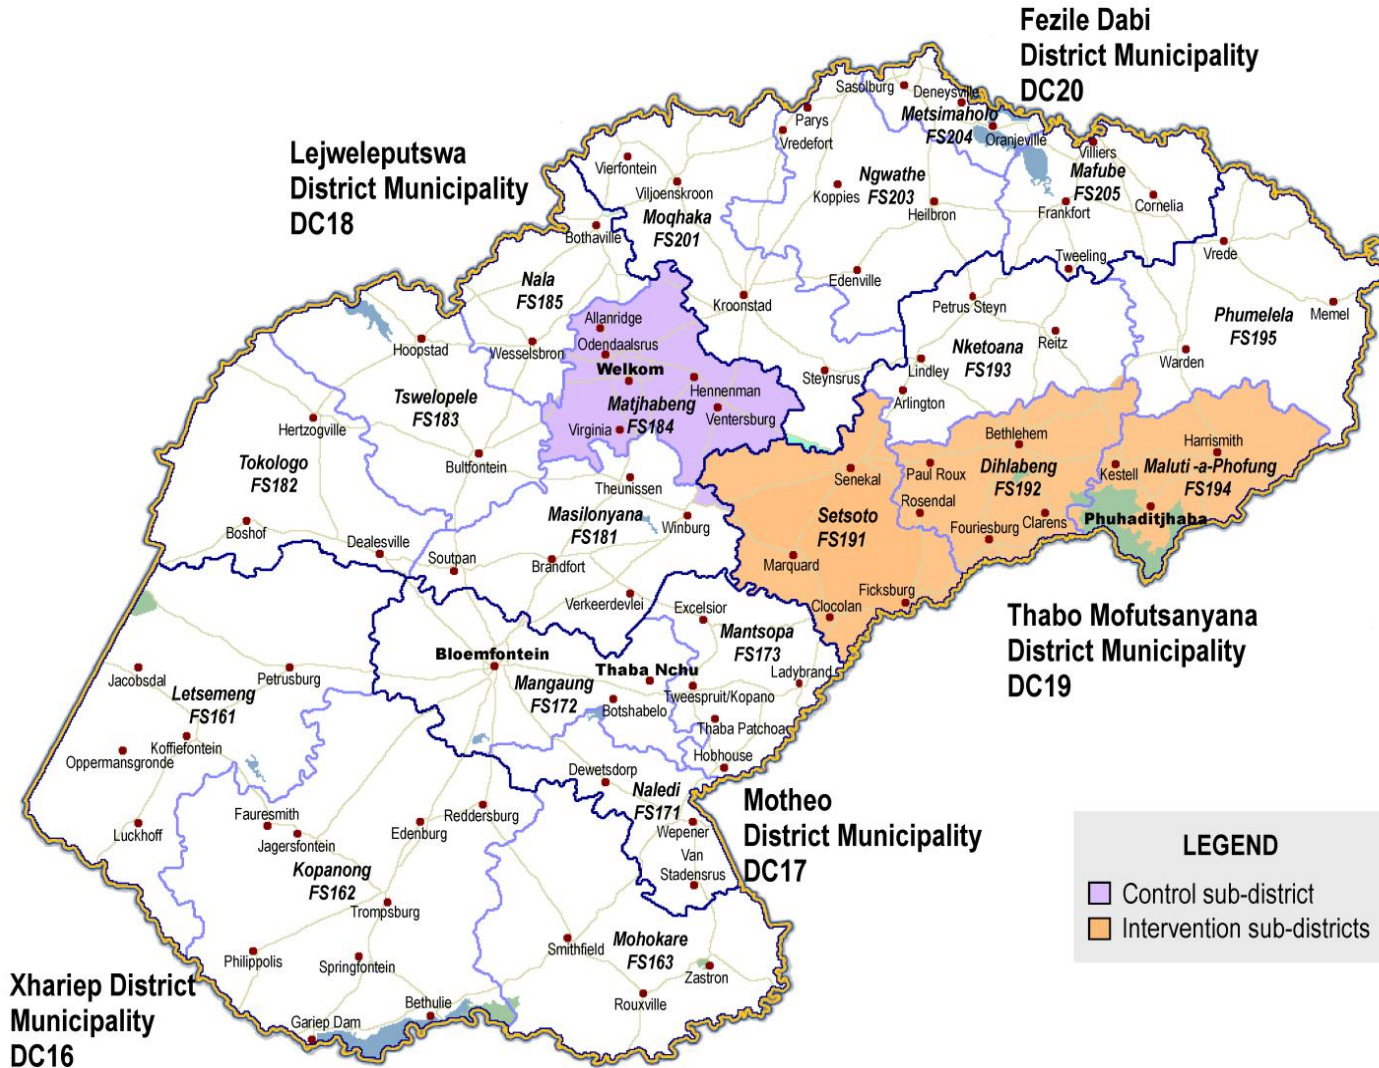 Fezile Dabi
District Municipality
DC20
Lejweleputswa
District Municipality
DC18
Sasolburg
Deneysville
Metsimaholo
FS204
Oranjeville
Parys
Vredefort
Villiers
Mafube
FS205
Vierfontein
Viljoenskroon
Moqhaka
FS201
Koppies
Ngwathe
FS203
Heilbron
Frankfort
Cornelia
Bothaville
Vrede
Tweeling
Edenville
Nala
FS185
Kroonstad
Petrus Steyn
Memel
Phumelela
FS195
Allanridge
Odendaalsrus
Hoopstad
Wesselsbron
Welkom
Nketoana
FS193
Reitz
Warden
Lindley
Steynsrus
Arlington
Hennenman
Tswelopele
FS183
Matjhabeng
FS184
Ventersburg
Virginia
Hertzogville
Bethlehem
Harrismith
Tokologo
FS182
Bultfontein
Senekal
Paul Roux
Dihlabeng
FS192
Kestell
Maluti -a-Phofung
FS194
Theunissen
Rosendal
Setsoto
FS191
Masilonyana
FS181
Winburg
Fouriesburg
Clarens
Phuhaditjhaba
Boshof
Dealesville
Soutpan
Brandfort
Marquard
Verkeerdevlei
Excelsior
Clocolan
Ficksburg
Mantsopa
FS173
Thabo Mofutsanyana
District Municipality
DC19
Bloemfontein
Thaba Nchu
Ladybrand
Jacobsdal
Petrusburg
Letsemeng
FS161
Mangaung
FS172
Tweespruit/Kopano
Botshabelo
Thaba Patchoa
Koffiefontein
Oppermansgronde
Hobhouse
Dewetsdorp
Naledi
FS171
Motheo
District Municipality
DC17
Fauresmith
Reddersburg
Luckhoff
Jagersfontein
Edenburg
Wepener
Van
Stadensrus
Kopanong
FS162
Trompsburg
Smithfield
Mohokare
FS163
Philippolis
Springfontein
Zastron
Rouxville
Xhariep District
Municipality
DC16
Gariep Dam
Bethulie
LEGEND
Control sub-district
Intervention sub-districts